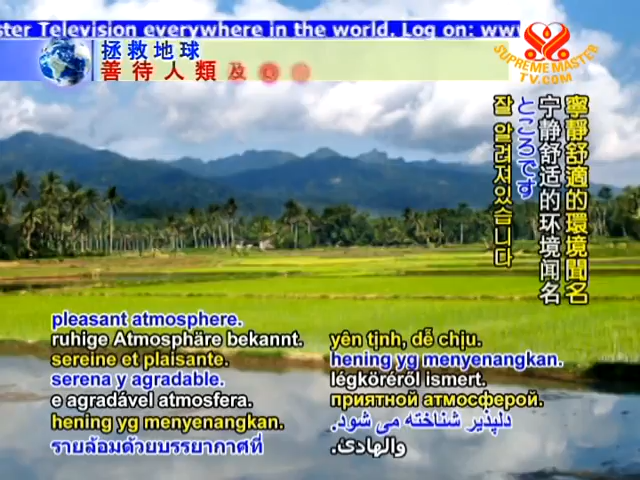 ster Television everywhere in the world. Log on: www
拯救地球
善待人類及
SUPREME MASTER
TV.COM
寧靜舒適的環境聞名
宁静舒适的环境闻名
ところです
잘 알려져있습니다
pleasant atmosphere.
ruhige Atmosphäre bekannt.
sereine et plaisante.
serena y agradable.
e agradável atmosfera.
hening yg menyenangkan.
รายล้อมด้วยบรรยากาศที่
yên tịnh, dễ chịu.
hening yg menyenangkan.
légköréről ismert.
приятной атмосферой.
دلپذیر شناخته می شود.
والهادئ.